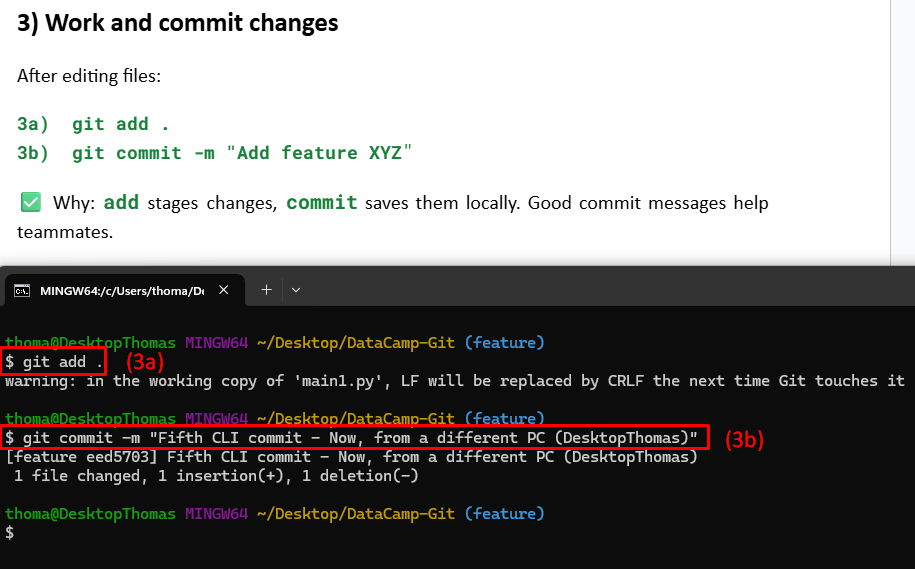 3) Work and commit changes
After editing files:
3a) git add .
3b) git commit -m "Add feature XYZ"
✅ Why: add stages changes, commit saves them locally. Good commit messages help
teammates.
MINGW64:/c/Users/thoma/De
thoma@DesktopThomas MINGW64 ~/Desktop/DataCamp-Git (feature)
$ git add . (3a)
warning: in the working copy of 'main1.py', LF will be replaced by CRLF the next time Git touches it
thoma@DesktopThomas MINGW64 ~/Desktop/DataCamp-Git (feature)
$ git commit -m "Fifth CLI commit - Now, from a different PC (DesktopThomas)" (3b)
[feature eed5703] Fifth CLI commit - Now, from a different PC (DesktopThomas)
1 file changed, 1 insertion(+), 1 deletion(-)
thoma@DesktopThomas MINGW64 ~/Desktop/DataCamp-Git (feature)
$